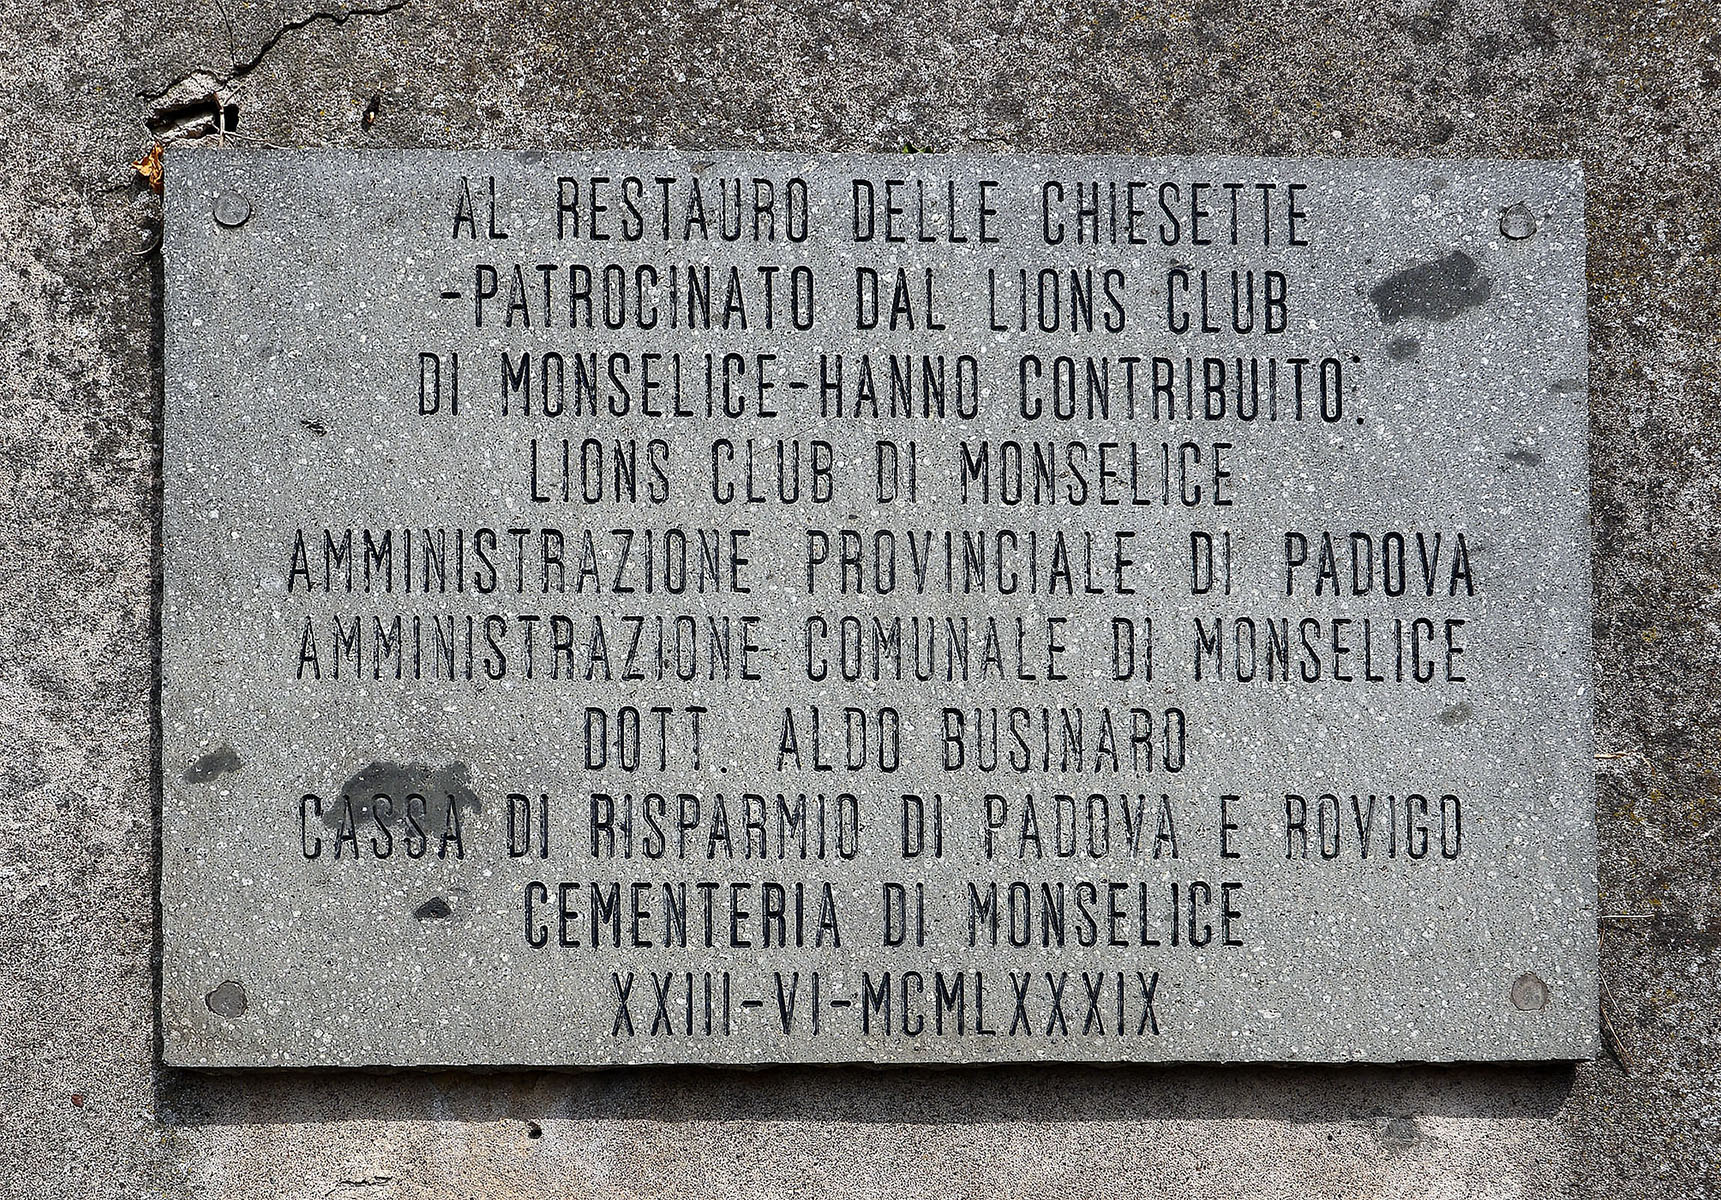 AL RESTAURO DELLE CHIESETTE
-PATROCINATO DAL LIONS CLUB
DI MONSELICE-HANNO CONTRIBUITO:
LIONS CLUB DI MONSELICE
AMMINISTRAZIONE PROVINCIALE DI PADOVA
AMMINISTRAZIONE COMUNALE DI MONSELICE
DOTT. ALDO BUSINARO
CASSA DI RISPARMIO DI PADOVA E ROVIGO
CEMENTERIA DI MONSELICE
XXIII-VI-MCMLXXXIX